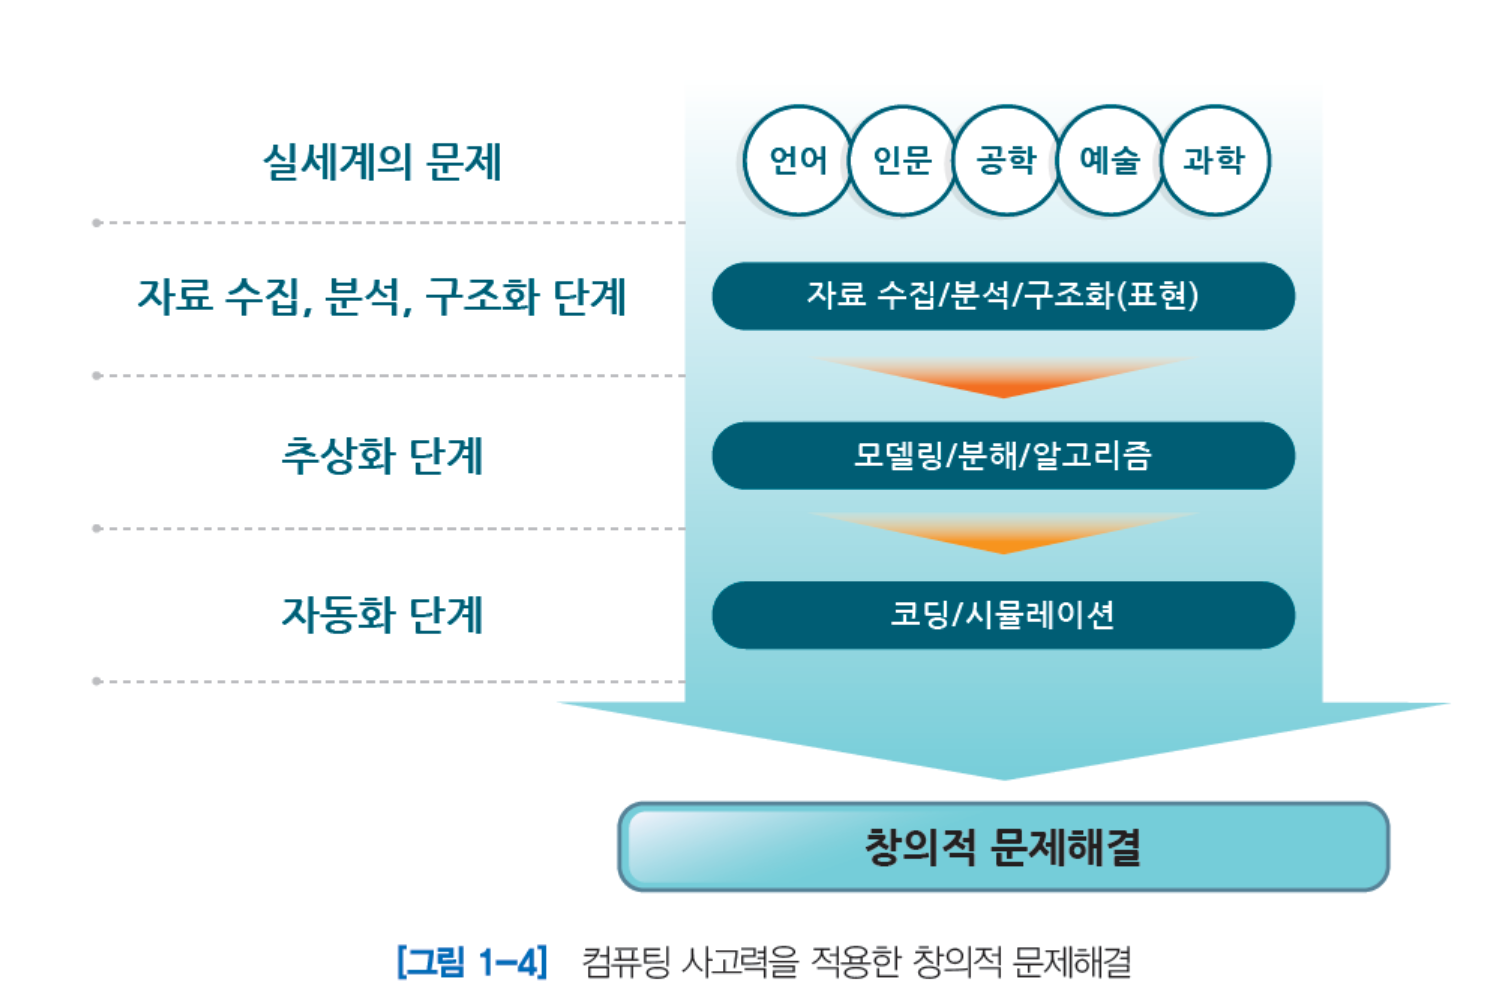 실세계의 문제
언어 인문 공학 예술 과학
자료 수집, 분석, 구조화 단계
자료 수집/분석/구조화(표현)
추상화 단계
모델링/분해/알고리즘
자동화 단계
코딩/시뮬레이션
창의적 문제해결
[그림 1-4] 컴퓨팅 사고력을 적용한 창의적 문제해결